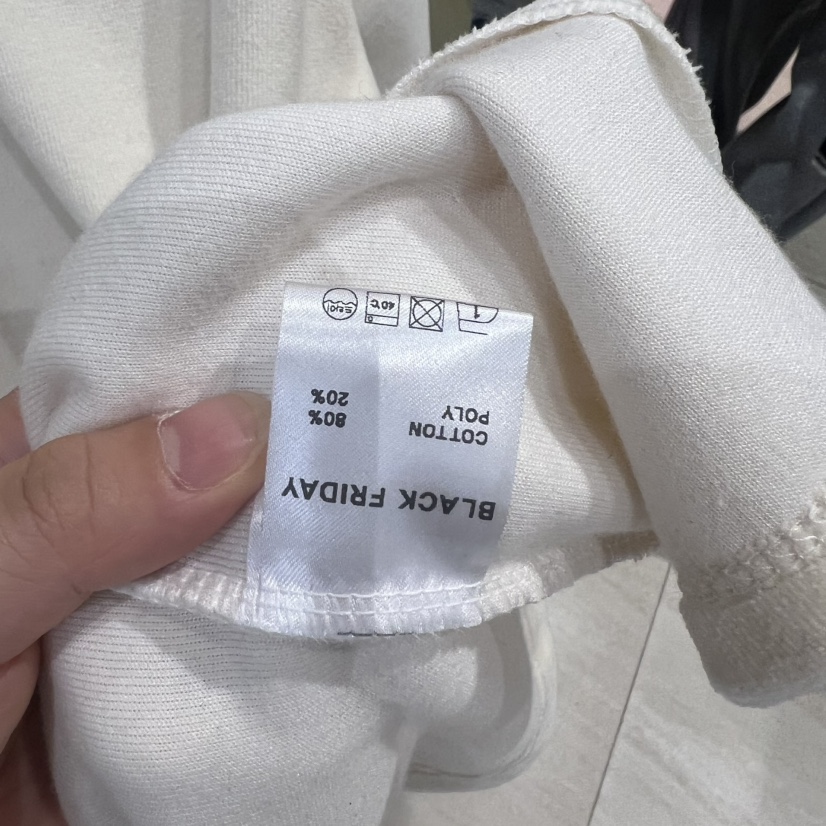 BLACK FRIDAY
COTTON 80%
POLY 20%
40℃